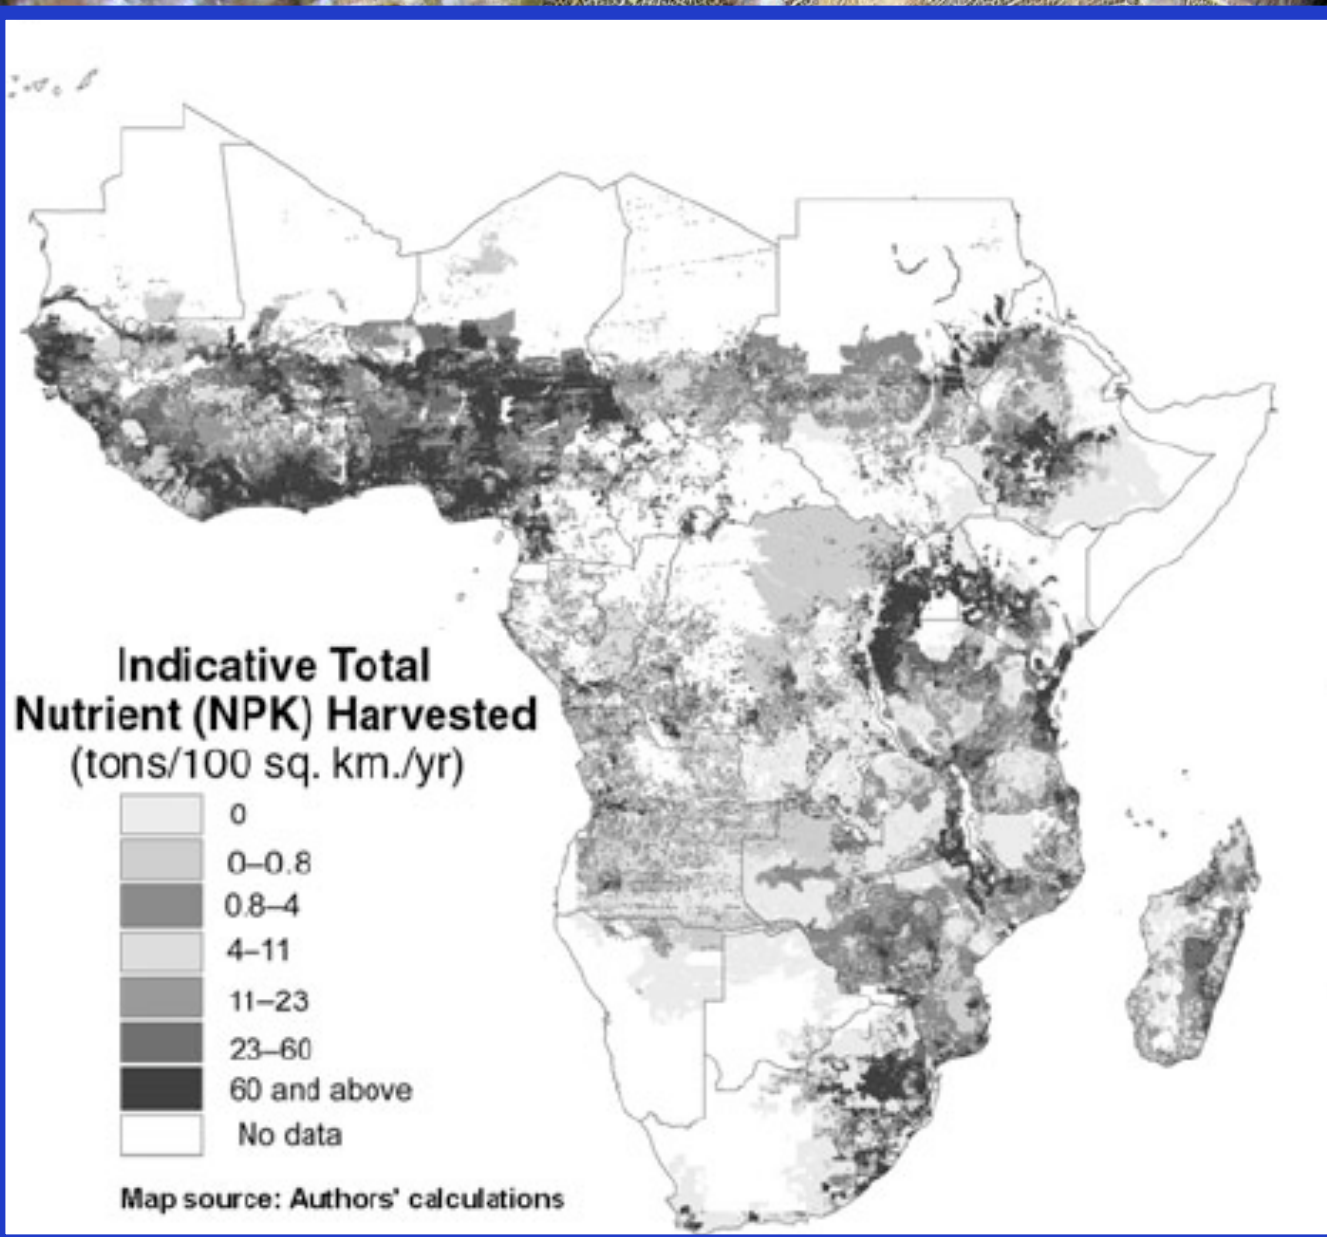 Indicative Total
Nutrient (NPK) Harvested
(tons/100 sq. km./yr)
0
0–0.8
0.8–4
4–11
11–23
23–60
60 and above
No data
Map source: Authors' calculations